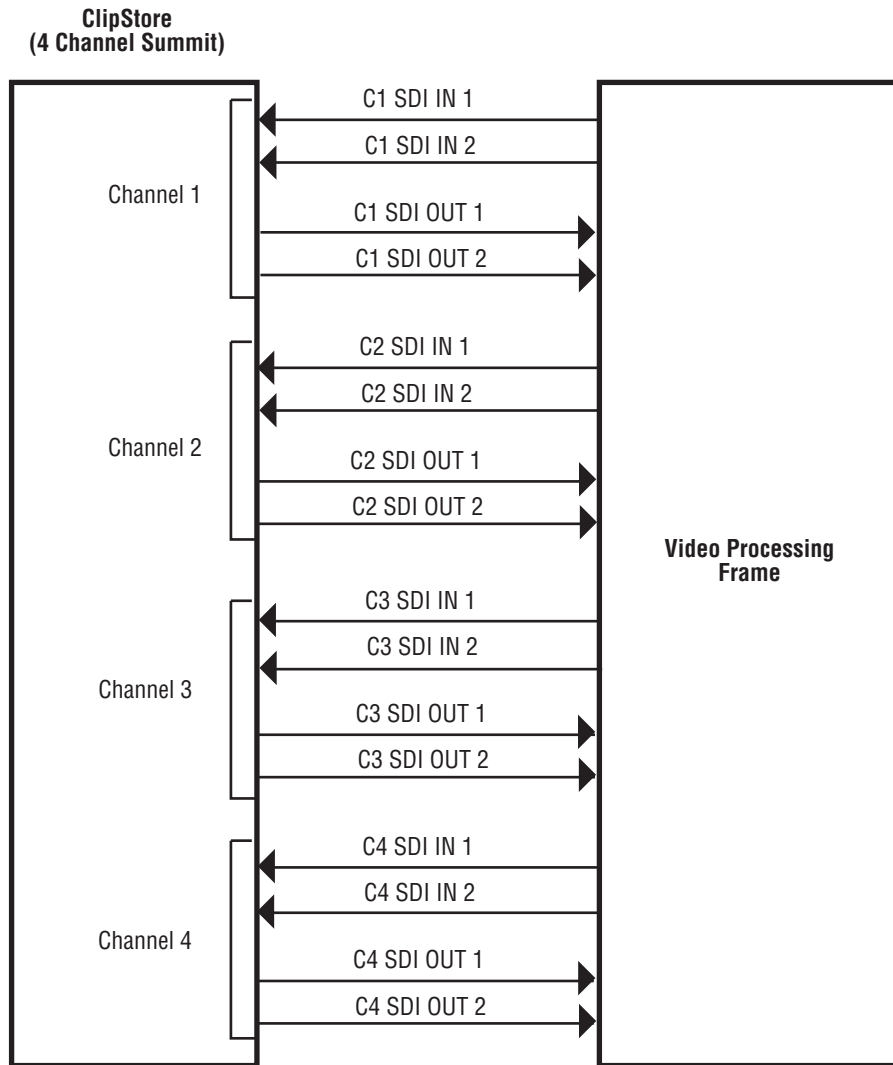 ClipStore
(4 Channel Summit)
C1 SDI IN 1
C1 SDI IN 2
Channel 1
C1 SDI OUT 1
C1 SDI OUT 2
C2 SDI IN 1
C2 SDI IN 2
Channel 2
C2 SDI OUT 1
C2 SDI OUT 2
Video Processing
Frame
C3 SDI IN 1
C3 SDI IN 2
Channel 3
C3 SDI OUT 1
C3 SDI OUT 2
C4 SDI IN 1
C4 SDI IN 2
Channel 4
C4 SDI OUT 1
C4 SDI OUT 2